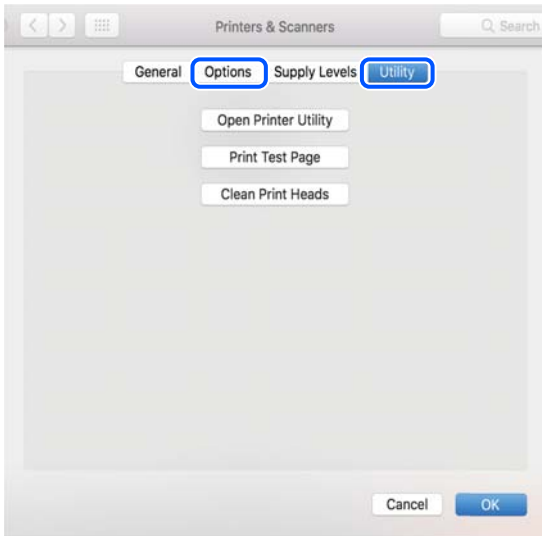 Printers & Scanners
Search
General Options Supply Levels Utility
Open Printer Utility
Print Test Page
Clean Print Heads
Cancel OK